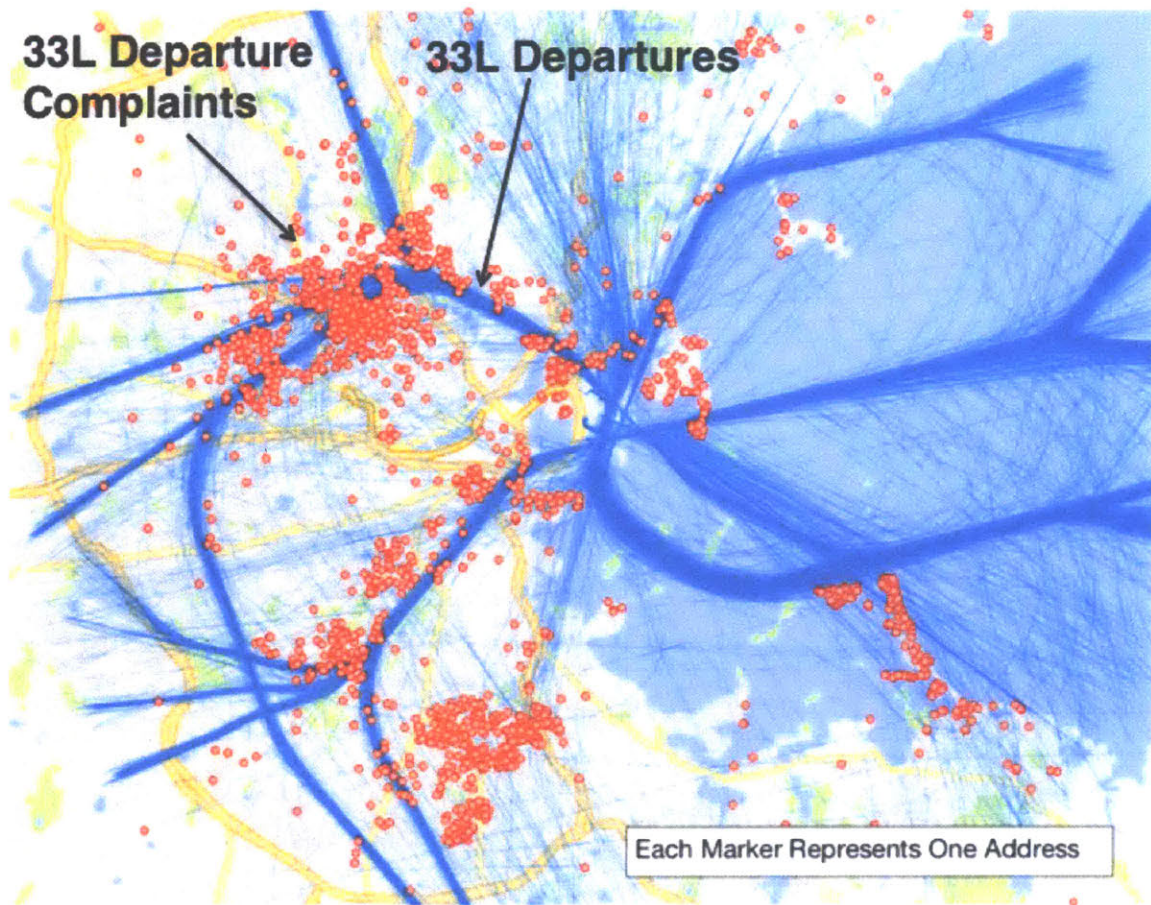 33L Departure
Complaints
33L Departures
Each Marker Represents One Address